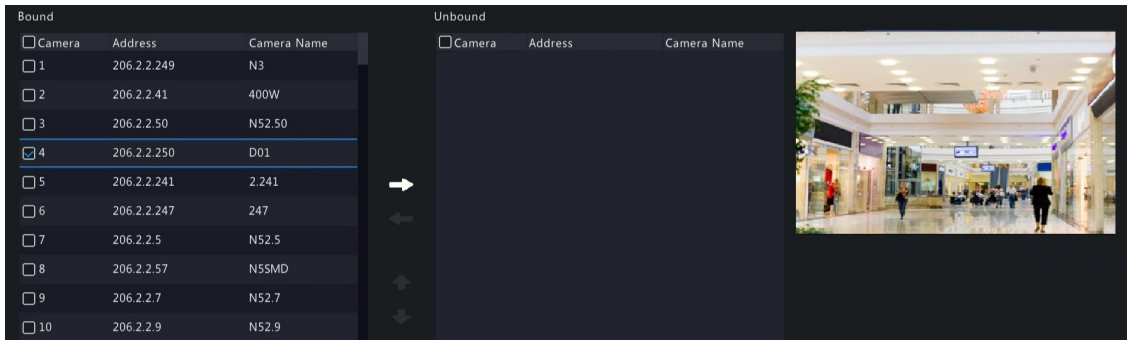 Bound
Unbound
Camera Address Camera Name
Camera Address Camera Name
1 206.2.2.249 N3
2 206.2.2.41 400W
3 206.2.2.50 N52.50
4 206.2.2.250 D01
5 206.2.2.241 2.241
6 206.2.2.247 247
7 206.2.2.5 N52.5
8 206.2.2.57 N5SMD
9 206.2.2.7 N52.7
10 206.2.2.9 N52.9